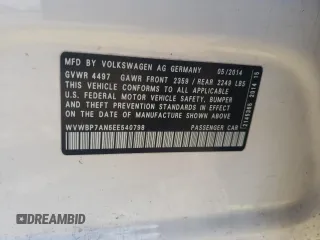 MFD BY VOLKSWAGEN AG GERMANY 05/2014
GVWR 4497 GAWR FRONT 2359 / REAR 2249 LBS
THIS VEHICLE CONFORMS TO ALL APPLICABLE
U.S. FEDERAL MOTOR VEHICLE SAFETY, BUMPER
AND THEFT PREVENTION STANDARDS IN EFFECT
ON THE DATE OF MANUFACTURE SHOWN ABOVE
WVWBP7AN6EE540799 PASSENGER CAR
AUTOBIDMASTER